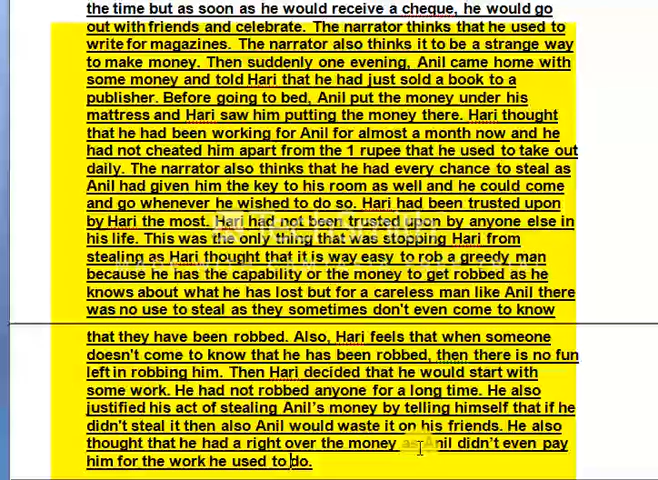 the time but as soon as he would receive a cheque, he would go
out with friends and celebrate. The narrator thinks that he used to
write for magazines. The narrator also thinks it to be a strange way
to make money. Then suddenly one evening, Anil came home with
some money and told Hari that he had just sold a book to a
publisher. Before going to bed, Anil put the money under his
mattress and Hari saw him putting the money there. Hari thought
that he had been working for Anil for almost a month now and he
had not cheated him apart from the 1 rupee that he used to take out
daily. The narrator also thinks that he had every chance to steal as
Anil had given him the key to his room as well and he could come
and go whenever he wished to do so. Hari had been trusted upon
by Hari the most. Hari had not been trusted upon by anyone else in
his life. This was the only thing that was stopping Hari from
stealing as Hari thought that it is way easy to rob a greedy man
because he has the capability or the money to get robbed as he
knows about what he has lost but for a careless man like Anil there
was no use to steal as they sometimes don't even come to know
that they have been robbed. Also, Hari feels that when someone
doesn't come to know that he has been robbed, then there is no fun
left in robbing him. Then Hari decided that he would start with
some work. He had not robbed anyone for a long time. He also
justified his act of stealing Anil's money by telling himself that if he
didn't steal it then also Anil would waste it on his friends. He also
thought that he had a right over the money as Anil didn't even pay
him for the work he used to do.